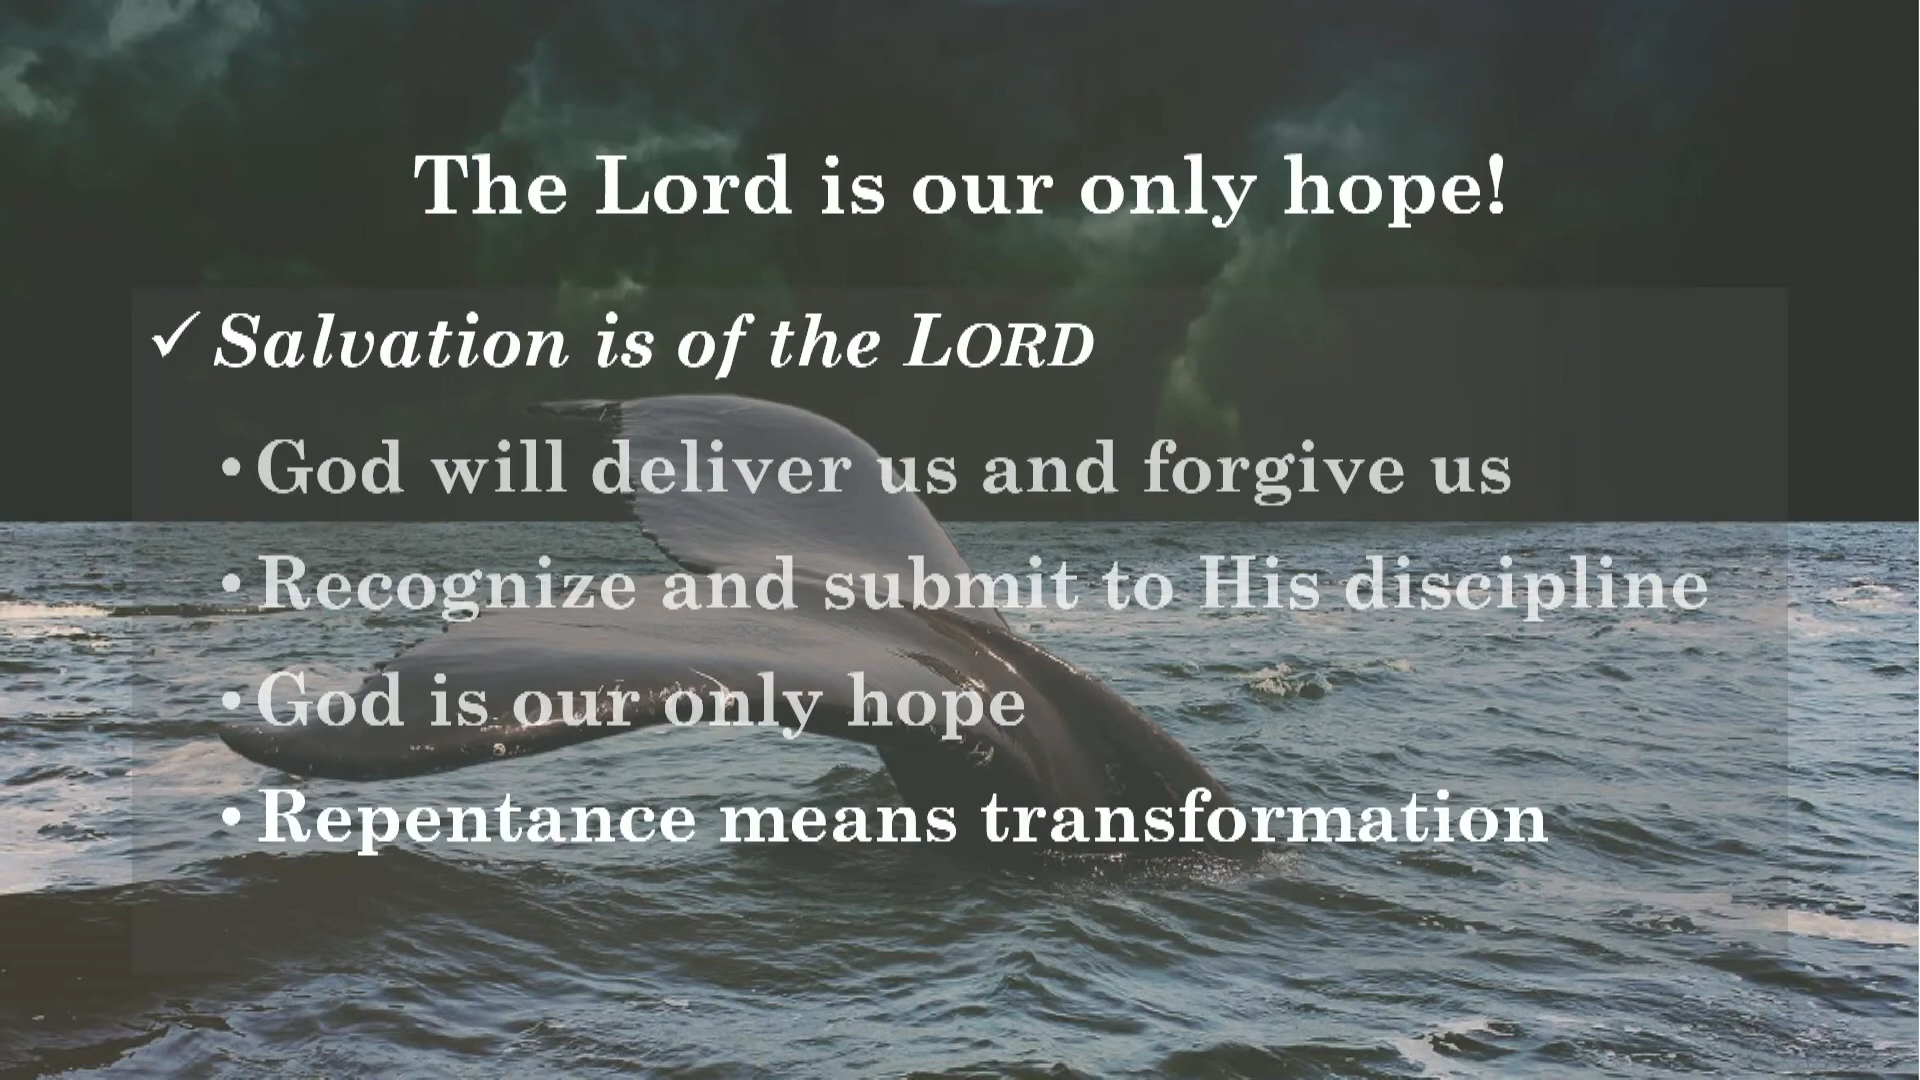 The Lord is our only hope!
✓ Salvation is of the LORD
• God will deliver us and forgive us
• Recognize and submit to His discipline
• God is our only hope
• Repentance means transformation